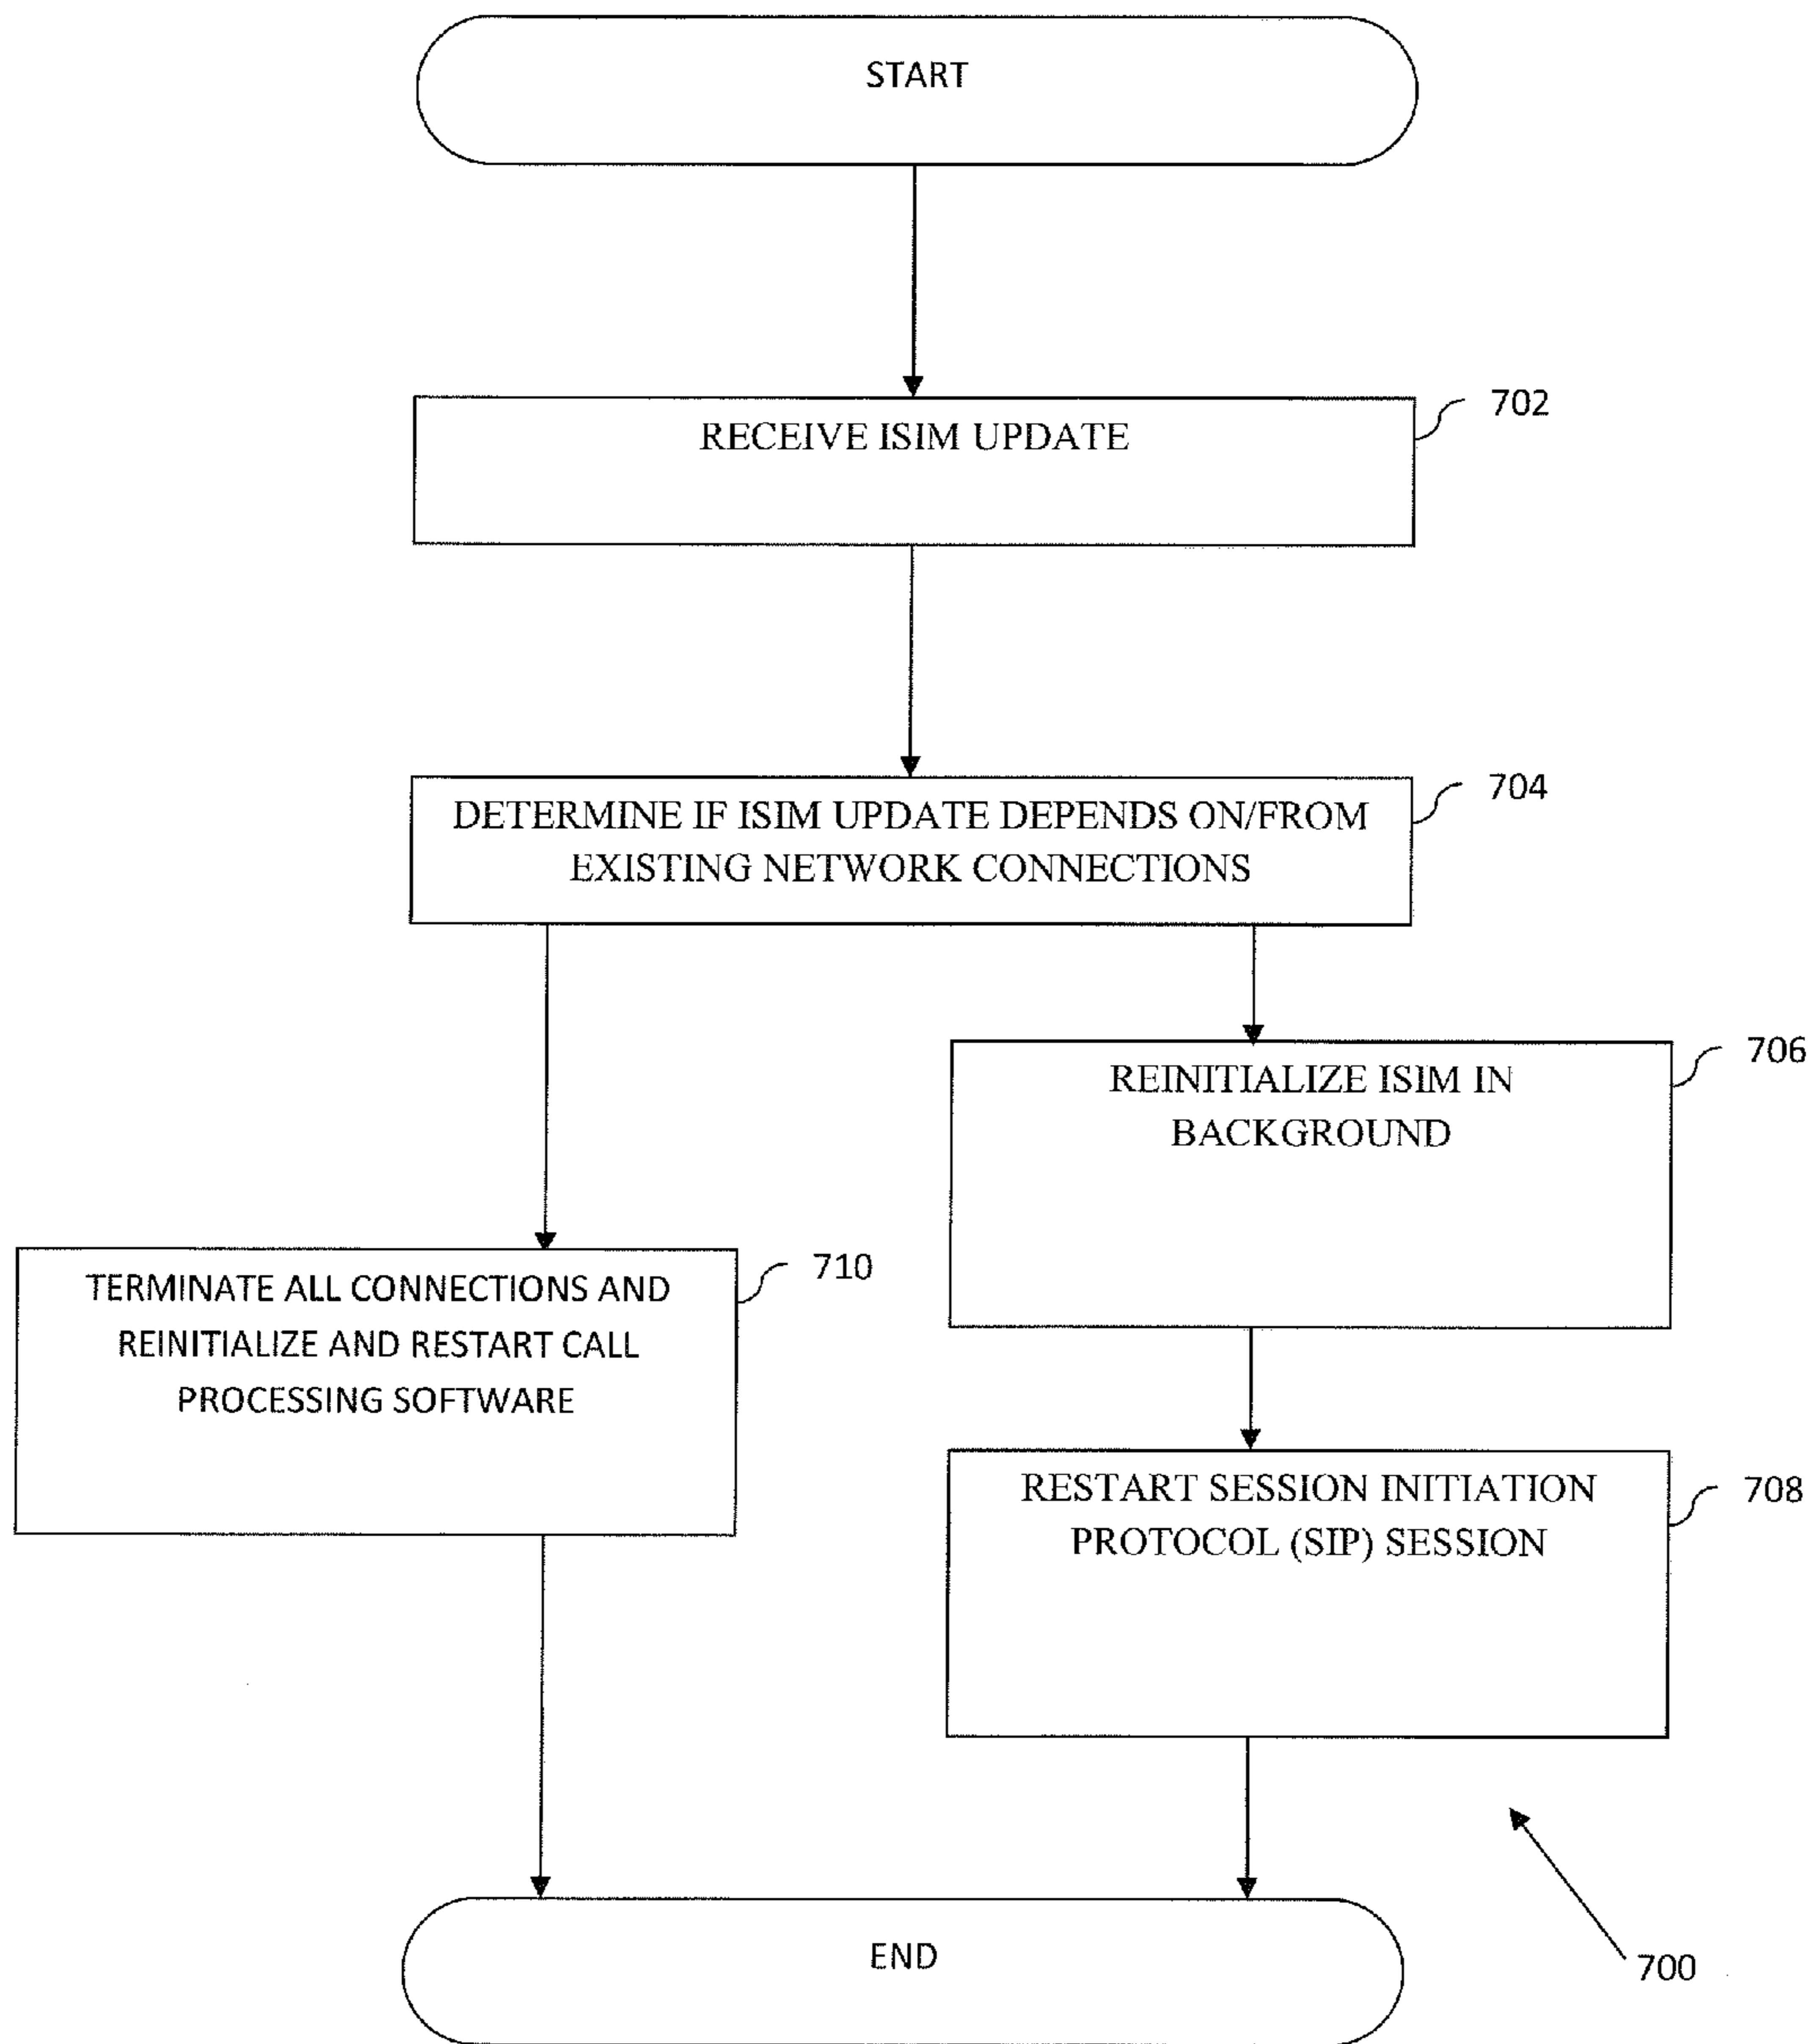 START
RECEIVE ISIM UPDATE
702
DETERMINE IF ISIM UPDATE DEPENDS ON/FROM
EXISTING NETWORK CONNECTIONS
704
REINITIALIZE ISIM IN
BACKGROUND
706
TERMINATE ALL CONNECTIONS AND
REINITIALIZE AND RESTART CALL
PROCESSING SOFTWARE
710
RESTART SESSION INITIATION
PROTOCOL (SIP) SESSION
708
END
700